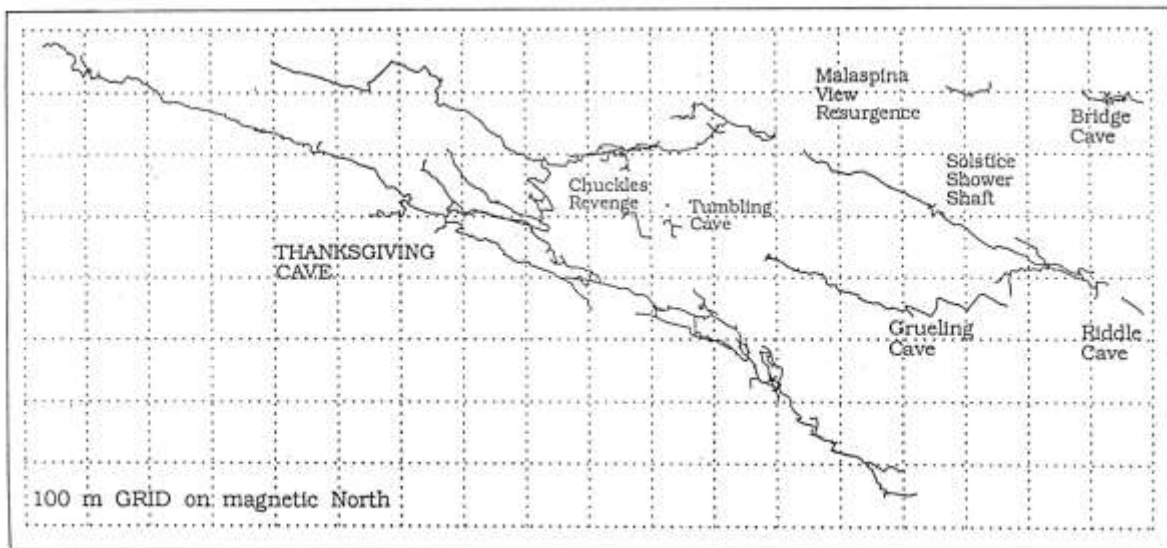 Malaspina
View
Resurgence
Bridge
Cave
Solstice
Shower
Shaft
Chuckles
Revenge
Tumbling
Cave
THANKSGIVING
CAVE
Grueling
Cave
Riddle
Cave
100 m GRID on magnetic North